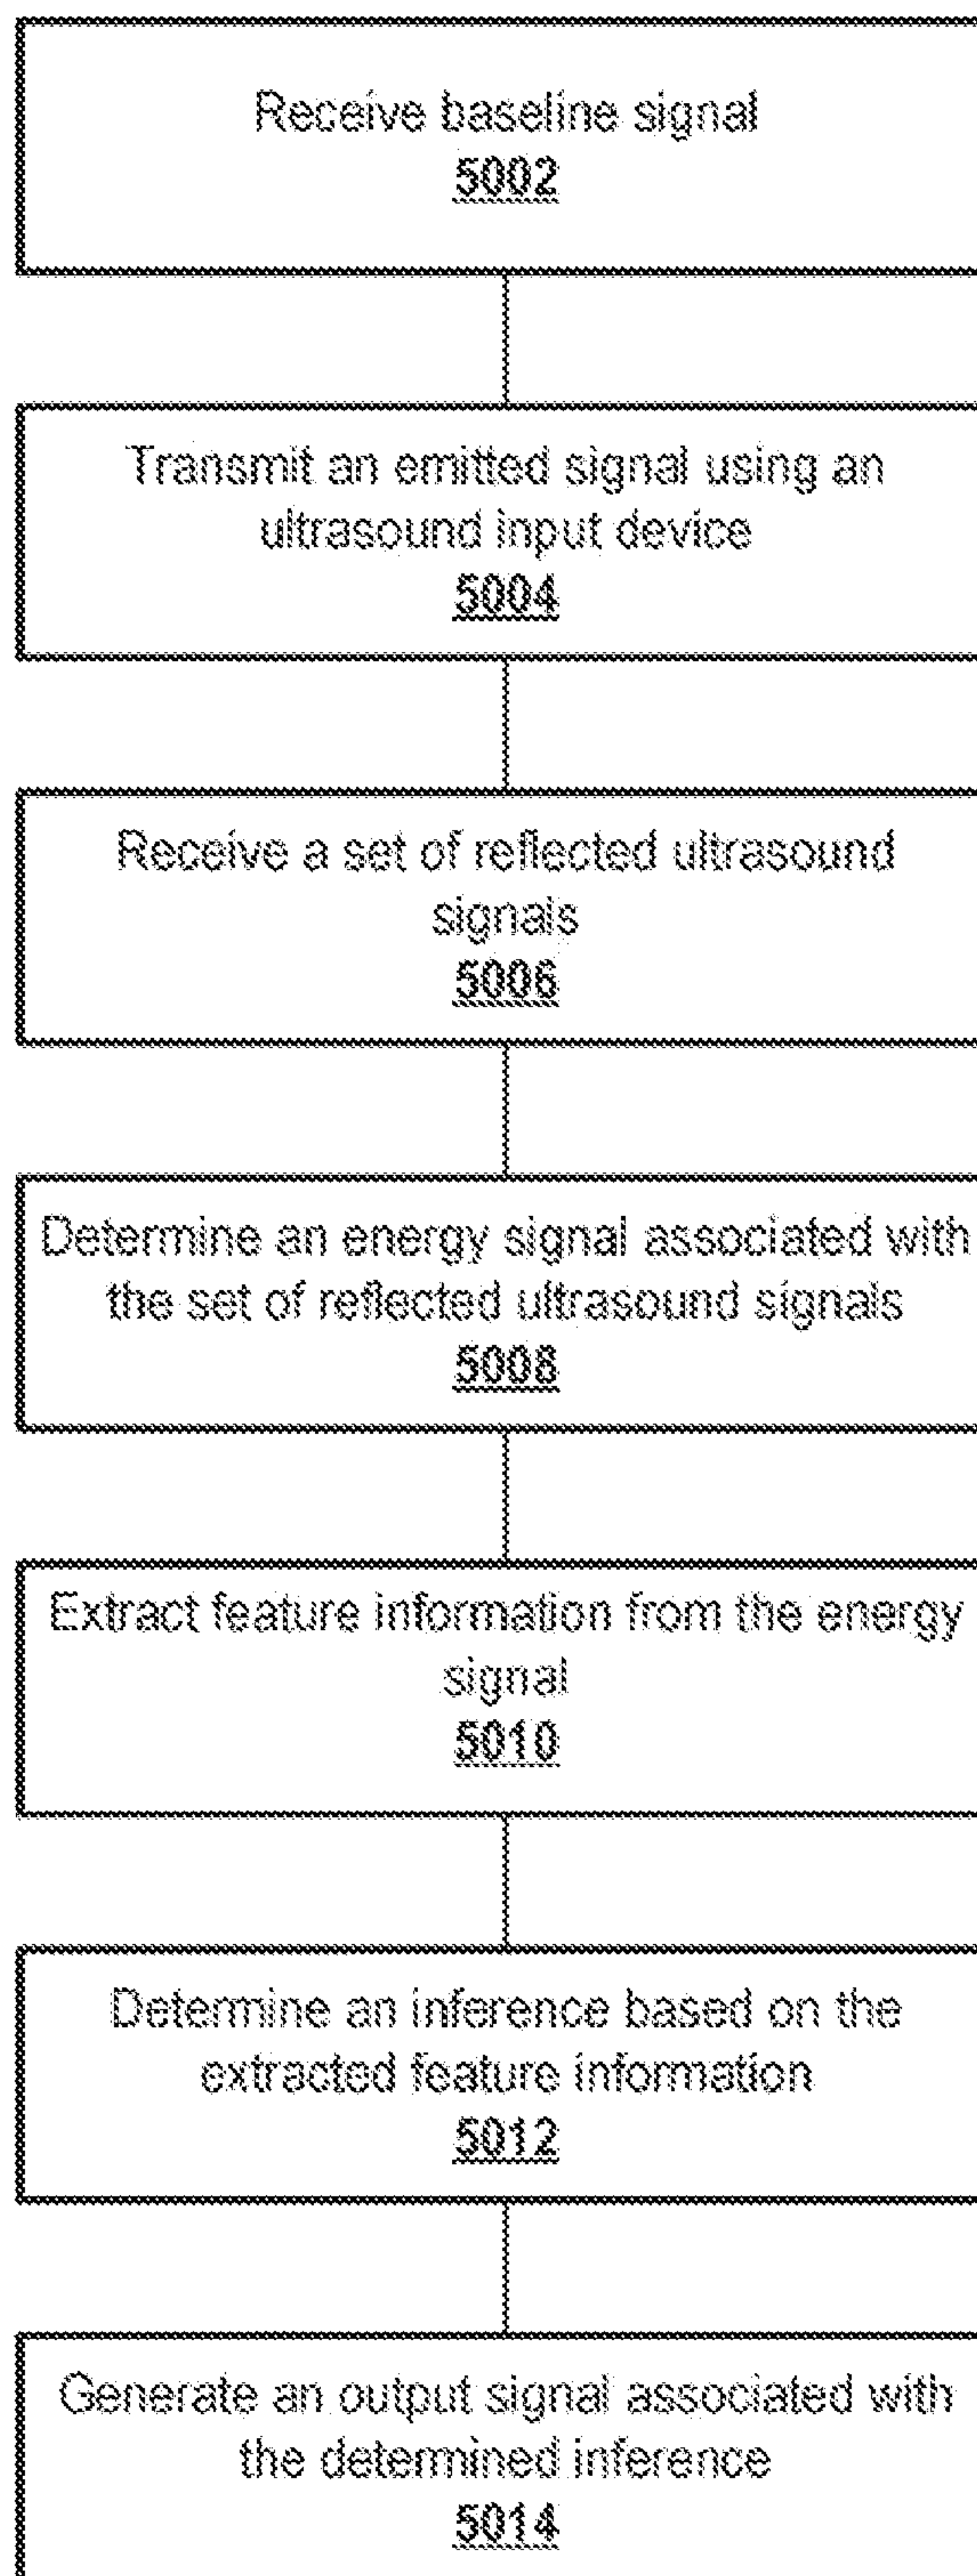 Receive baseline signal
5002
Transmit an emitted signal using an
ultrasound input device
5004
Receive a set of reflected ultrasound
signals
5006
Determine an energy signal associated with
the set of reflected ultrasound signals
5008
Extract feature information from the energy
signal
5010
Determine an inference based on the
extracted feature information
5012
Generate an output signal associated with
the determined inference
5014